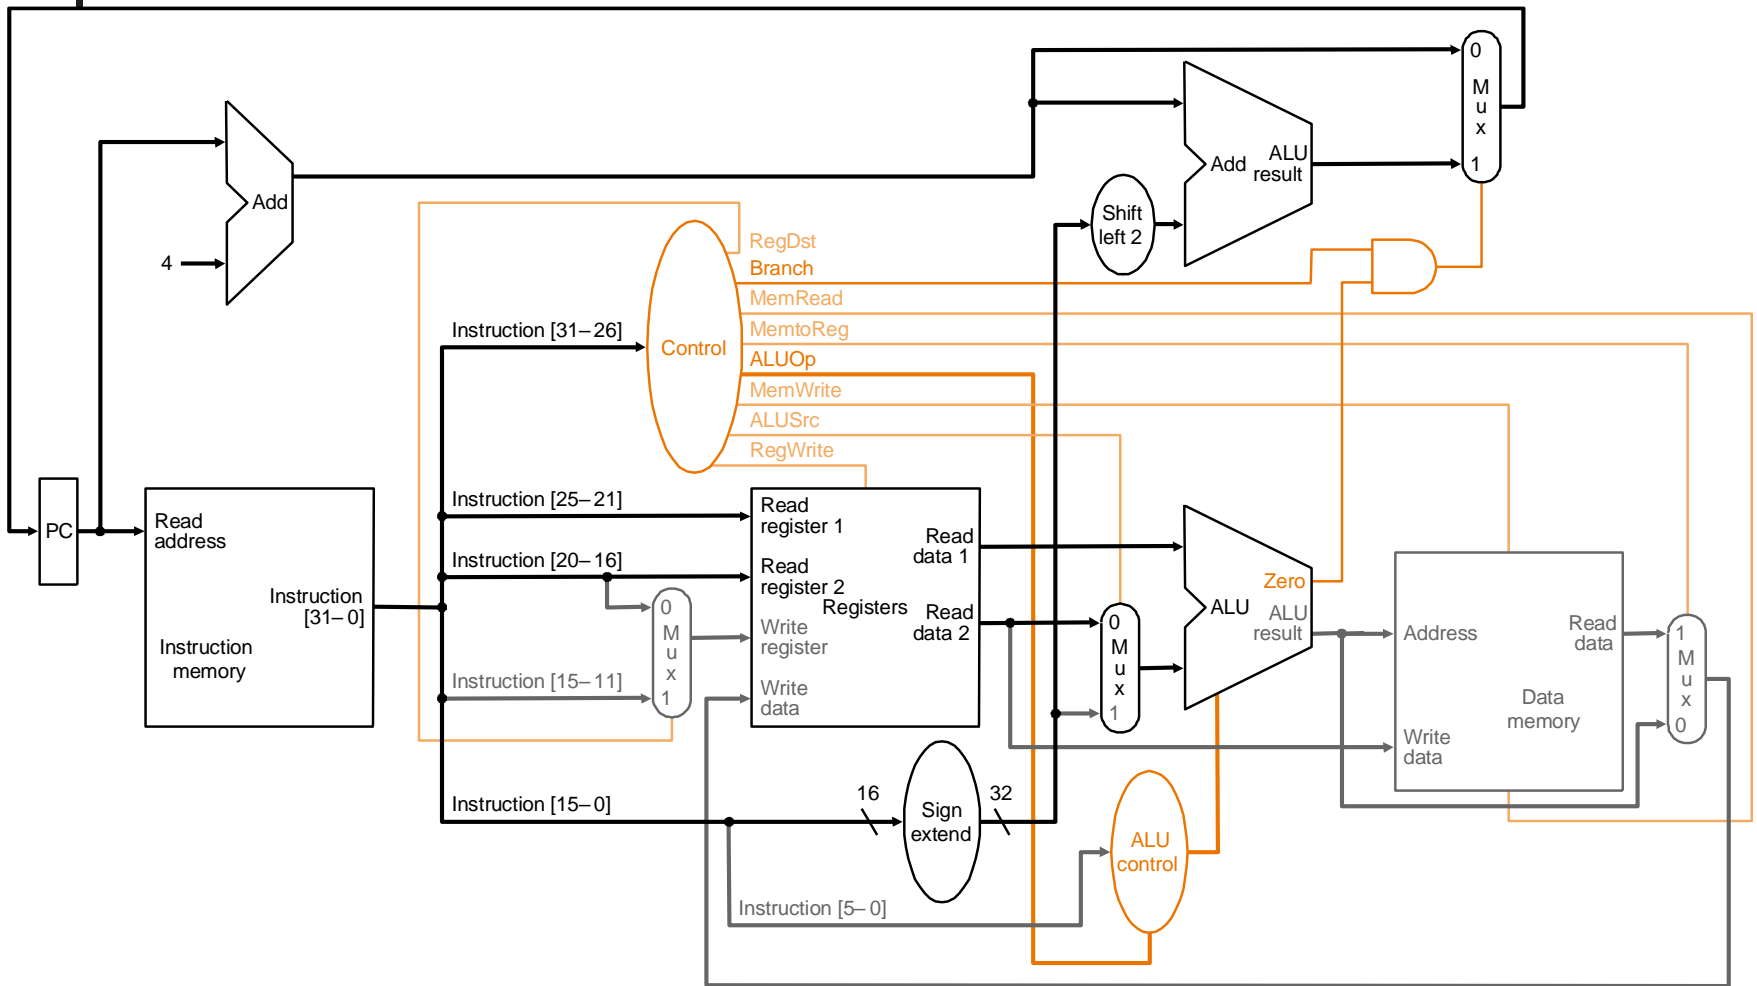 0
M
u
x
1
Add
ALU
result
Add
4
Shift
left 2
RegDst
Branch
MemRead
MemtoReg
ALUOp
MemWrite
ALUSrc
RegWrite
Control
Instruction [31–26]
Instruction [25–21]
Instruction [20–16]
Instruction [15–11]
Instruction [15–0]
Instruction [5–0]
PC
Read
address
Instruction
[31–0]
Instruction
memory
0
M
u
x
1
Read
register 1
Read
register 2
Write
register
Write
data
Registers
Read
data 1
Read
data 2
0
M
u
x
1
Zero
ALU
ALU
result
Address
Write
data
Read
data
Data
memory
1
M
u
x
0
16
Sign
extend
32
ALU
control